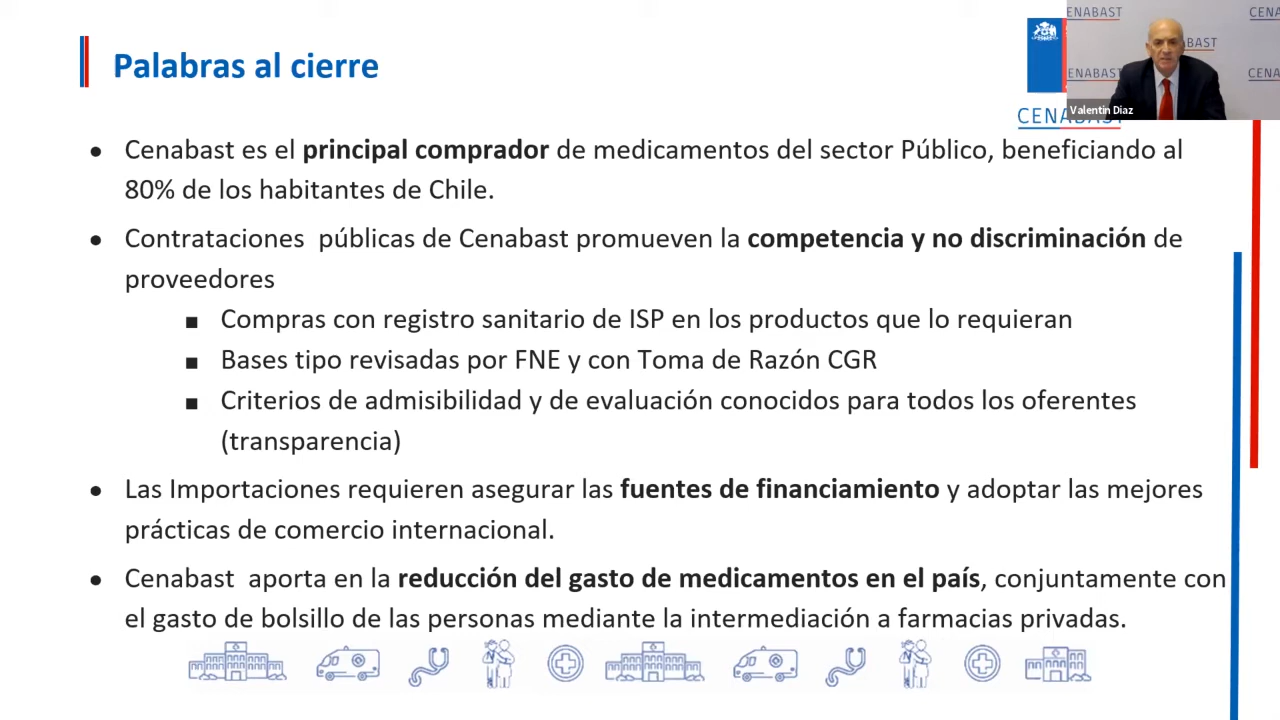 Palabras al cierre
CENABAST
CENA
BAST
CENABAST
CENA
Valentin Diaz
CENABAST
• Cenabast es el principal comprador de medicamentos del sector Público, beneficiando al
80% de los habitantes de Chile.
• Contrataciones públicas de Cenabast promueven la competencia y no discriminación de
proveedores
▪ Compras con registro sanitario de ISP en los productos que lo requieran
▪ Bases tipo revisadas por FNE y con Toma de Razón CGR
▪ Criterios de admisibilidad y de evaluación conocidos para todos los oferentes
(transparencia)
• Las Importaciones requieren asegurar las fuentes de financiamiento y adoptar las mejores
prácticas de comercio internacional.
• Cenabast aporta en la reducción del gasto de medicamentos en el país, conjuntamente con
el gasto de bolsillo de las personas mediante la intermediación a farmacias privadas.